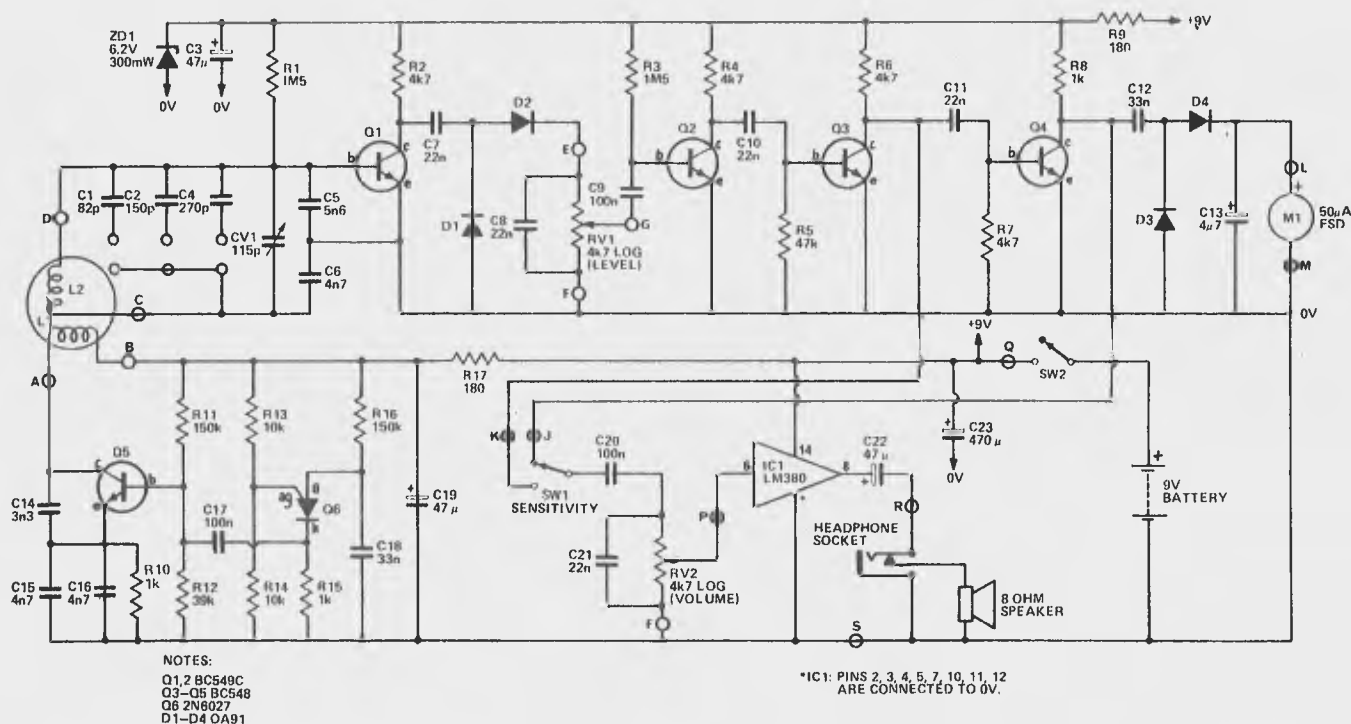 ZD1
6.2V
300mW
C3
47μ
0V
0V
R1
IM5
R2
4k7
R3
1M5
R4
4k7
R6
4k7
R8
1k
R9
180
+9V
D2
C7
22n
Q1
b
c
e
E
C9
100n
G
C8
22n
D1
RV1
4k7 LOG
(LEVEL)
F
Q2
b
c
e
C10
22n
R5
47k
Q3
b
c
e
C11
22n
R7
4k7
Q4
b
c
e
C12
33n
D4
D3
C13
4μ7
L
+
M1
50μA
FSD
M
0V
D
C1
82p
C2
150p
C4
270p
CV1
115p
C5
5n6
C6
4n7
L2
L
C
B
A
R17
180
+9V
Q
SW2
R11
150k
R13
10k
R16
150k
Q5
c
b
e
C14
3n3
C15
4n7
C16
4n7
R10
1k
C17
100n
R12
39k
R14
10k
R15
1k
a
ag
k
Q6
C18
33n
+
C19
47μ
K
J
SW1
SENSITIVITY
C20
100n
C21
22n
RV2
4k7 LOG
(VOLUME)
F
P
6
IC1
LM380
14
8
*
C22
47μ
+
R
HEADPHONE
SOCKET
8 OHM
SPEAKER
S
+
C23
470μ
0V
+
9V
BATTERY
NOTES:
Q1,2 BC549C
Q3–Q5 BC548
Q6 2N6027
D1–D4 OA91
*IC1: PINS 2, 3, 4, 5, 7, 10, 11, 12
ARE CONNECTED TO 0V.